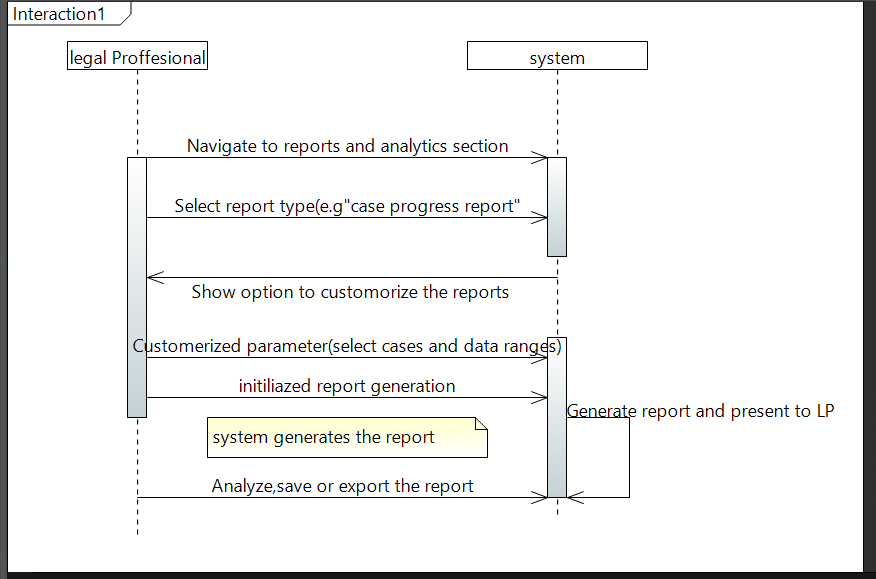 Interaction1
legal Proffesional
system
Navigate to reports and analytics section
Select report type(e.g"case progress report"
Show option to customorize the reports
Customerized parameter(select cases and data ranges)
initiliazed report generation
Generate report and present to LP
system generates the report
Analyze,save or export the report